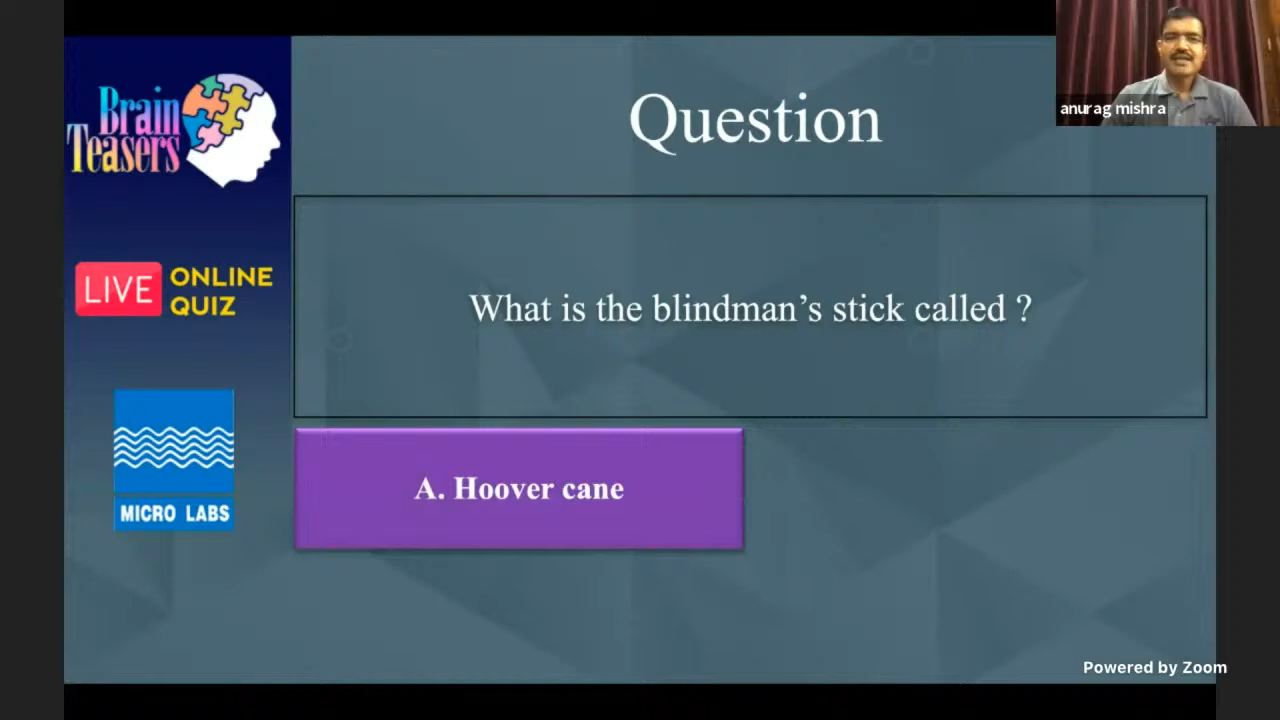 Brain
Teasers
LIVE ONLINE
QUIZ
MICRO LABS
Question
What is the blindman’s stick called ?
A. Hoover cane
anurag mishra
Powered by Zoom